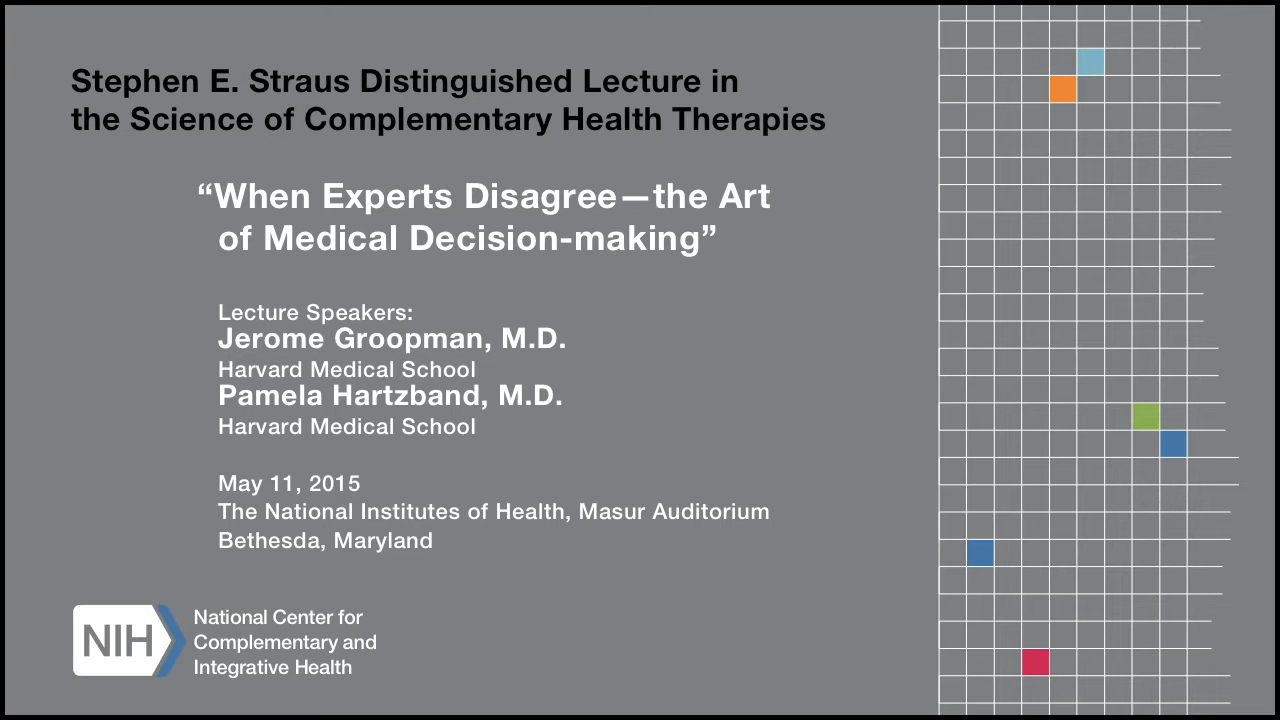 Stephen E. Straus Distinguished Lecture in
the Science of Complementary Health Therapies
“When Experts Disagree—the Art
of Medical Decision-making”
Lecture Speakers:
Jerome Groopman, M.D.
Harvard Medical School
Pamela Hartzband, M.D.
Harvard Medical School
May 11, 2015
The National Institutes of Health, Masur Auditorium
Bethesda, Maryland
NIH
National Center for
Complementary and
Integrative Health